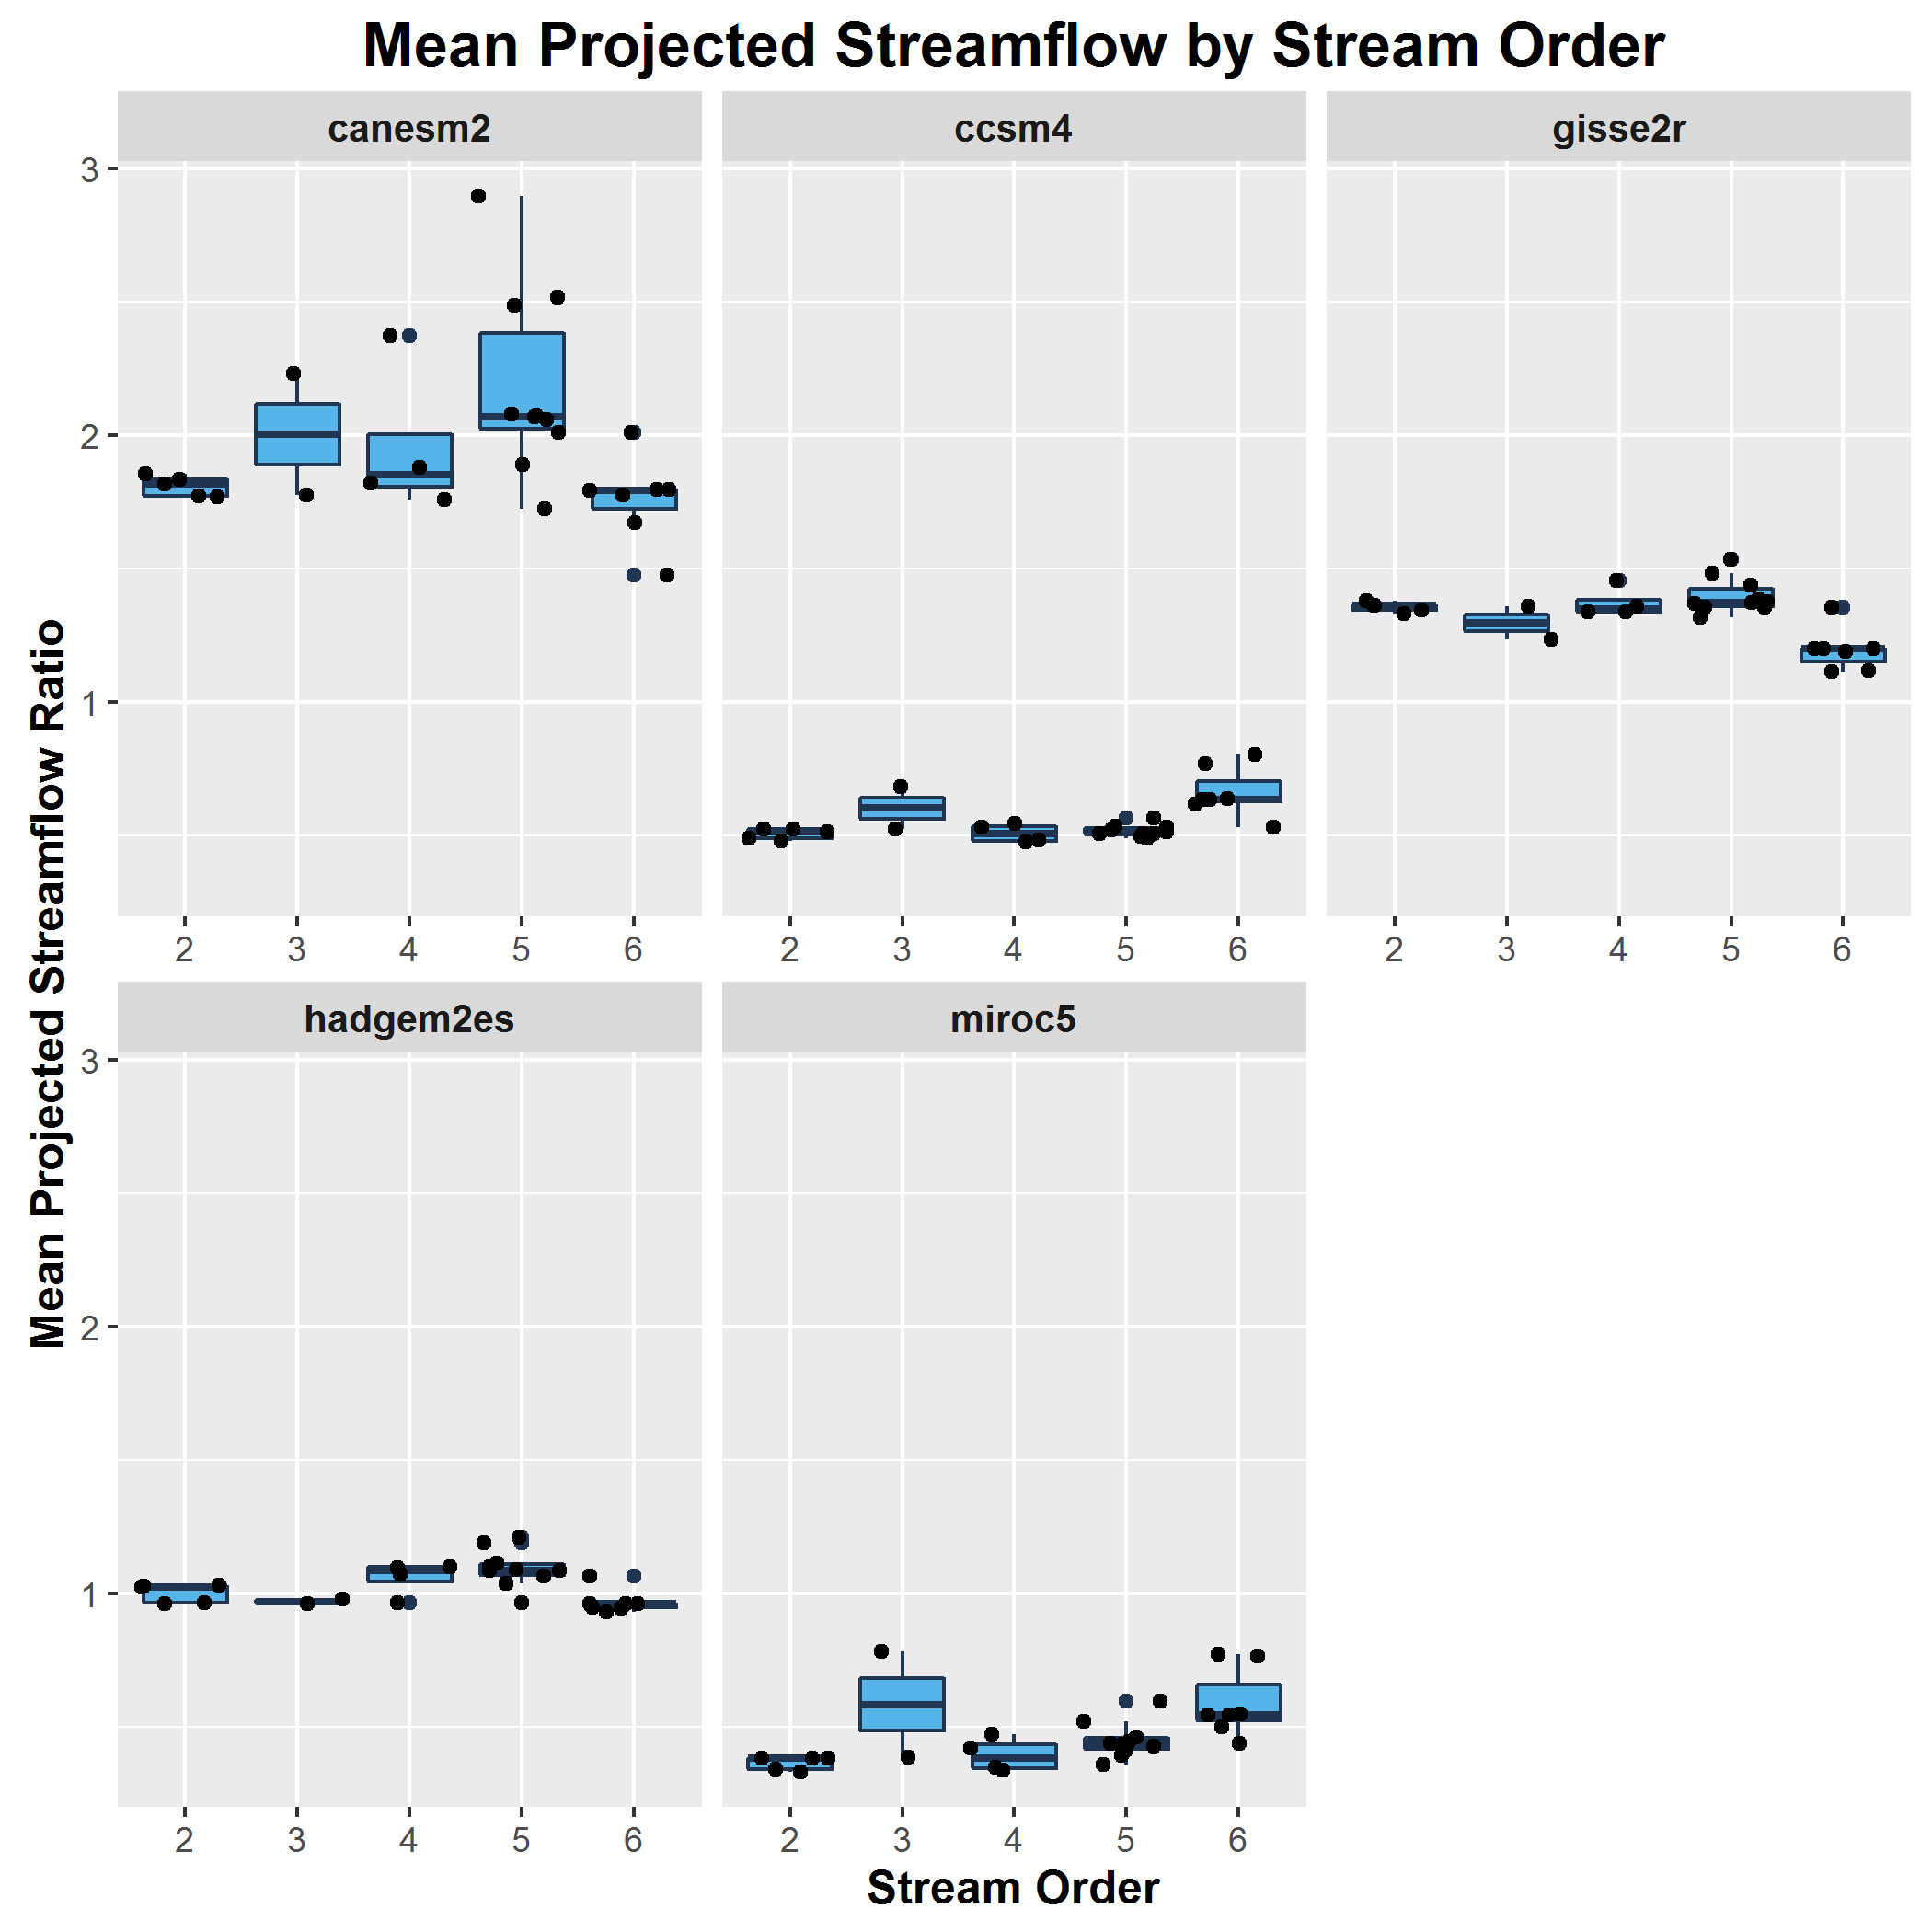 Mean Projected Streamflow by Stream Order
canesm2 ccsm4 gisse2r
3
2
1
2 3 4 5 6 2 3 4 5 6 2 3 4 5 6
Mean Projected Streamflow Ratio
hadgem2es miroc5
3
2
1
2 3 4 5 6 2 3 4 5 6
Stream Order